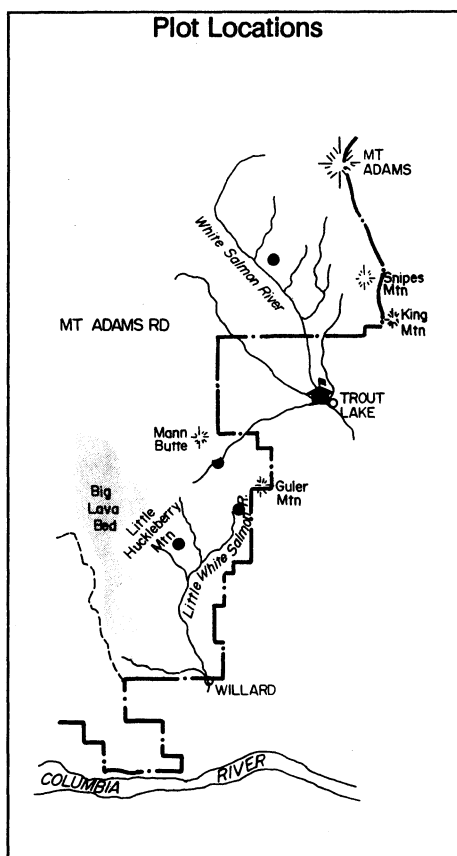 Plot Locations
MT
ADAMS
White Salmon River
Snipes
Mtn
King
Mtn
MT ADAMS RD
TROUT
LAKE
Mann
Butte
Guler
Mtn
Big
Lava
Bed
Little
Huckleberry
Mtn
Little White Salmon R.
WILLARD
COLUMBIA RIVER